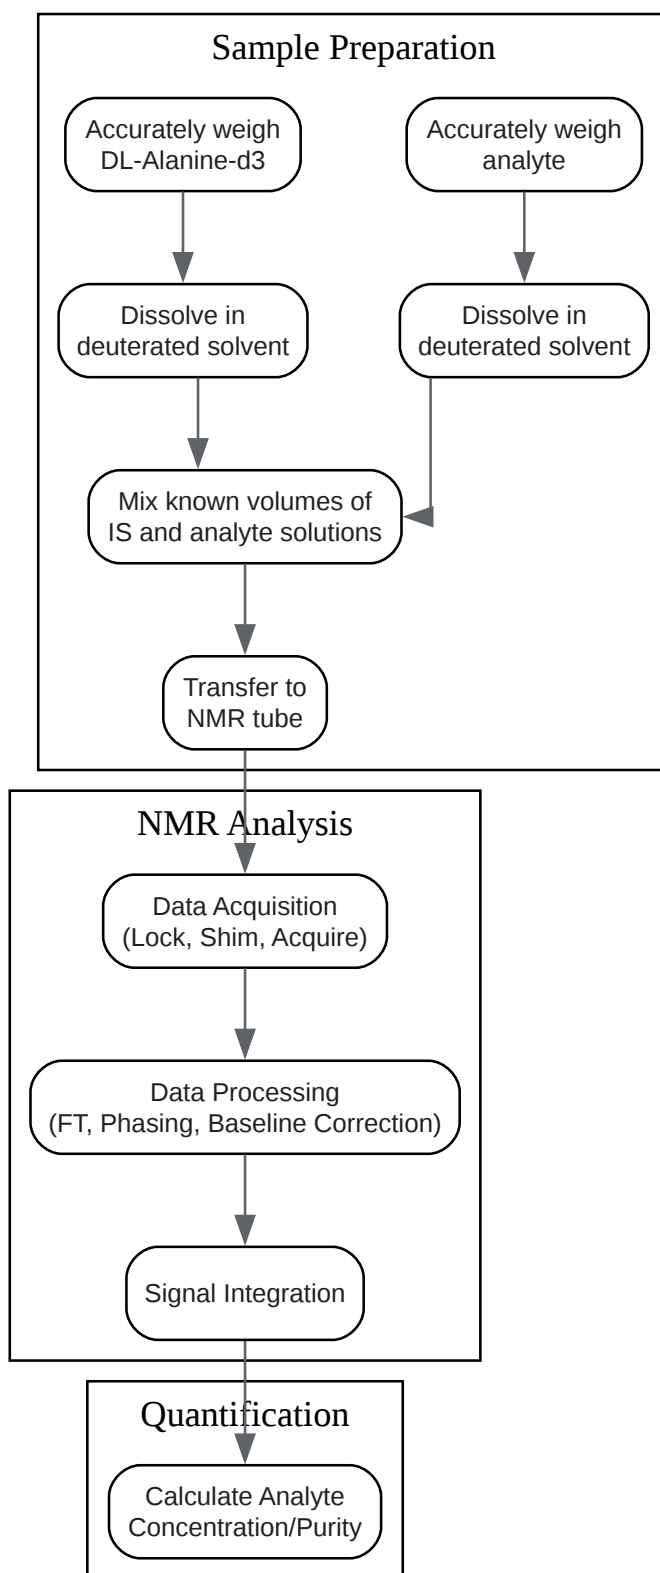 Sample Preparation
Accurately weigh
DL-Alanine-d3
Accurately weigh
analyte
Dissolve in
deuterated solvent
Dissolve in
deuterated solvent
Mix known volumes of
IS and analyte solutions
Transfer to
NMR tube
NMR Analysis
Data Acquisition
(Lock, Shim, Acquire)
Data Processing
(FT, Phasing, Baseline Correction)
Signal Integration
Quantification
Calculate Analyte
Concentration/Purity